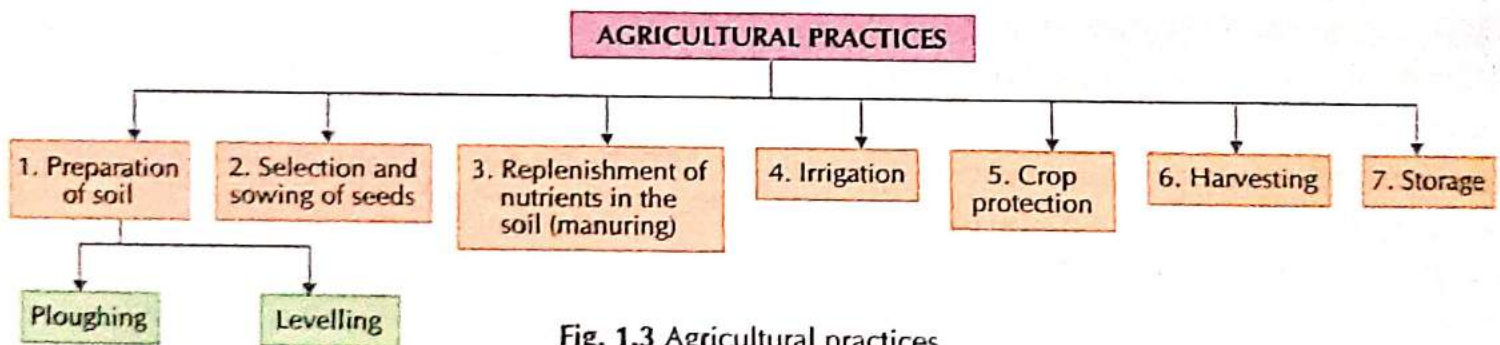 AGRICULTURAL PRACTICES
1. Preparation
of soil
2. Selection and
sowing of seeds
3. Replenishment of
nutrients in the
soil (manuring)
4. Irrigation
5. Crop
protection
6. Harvesting
7. Storage
Ploughing
Levelling
Fig. 1.3 Agricultural practices